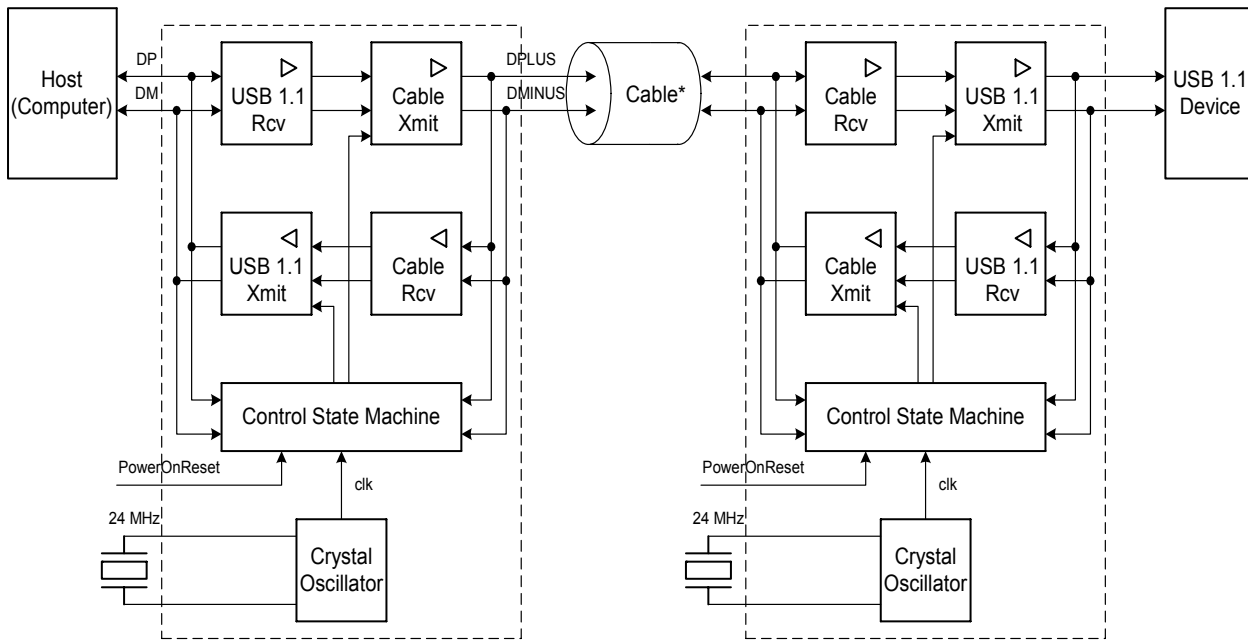 Host
(Computer)
DP
DM
USB 1.1
Rcv
Cable
Xmit
DPLUS
DMINUS
Cable*
Cable
Rcv
USB 1.1
Xmit
USB 1.1
Device
USB 1.1
Xmit
Cable
Rcv
Cable
Xmit
USB 1.1
Rcv
Control State Machine
Control State Machine
PowerOnReset
clk
PowerOnReset
clk
24 MHz
Crystal
Oscillator
24 MHz
Crystal
Oscillator